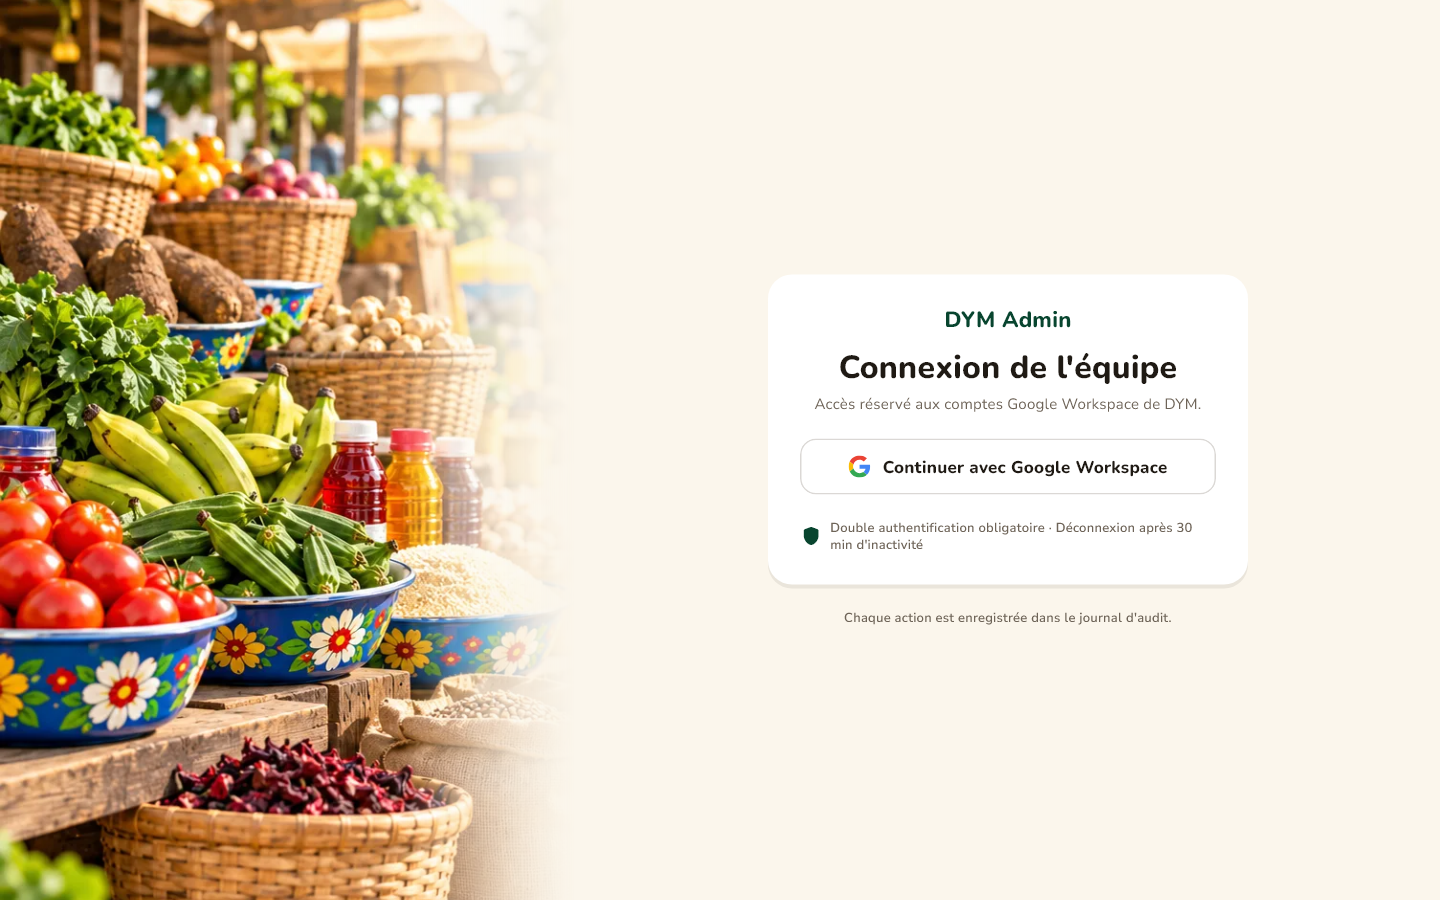 DYM Admin
Connexion de l'équipe
Accès réservé aux comptes Google Workspace de DYM.
Continuer avec Google Workspace
Double authentification obligatoire · Déconnexion après 30
min d'inactivité
Chaque action est enregistrée dans le journal d'audit.